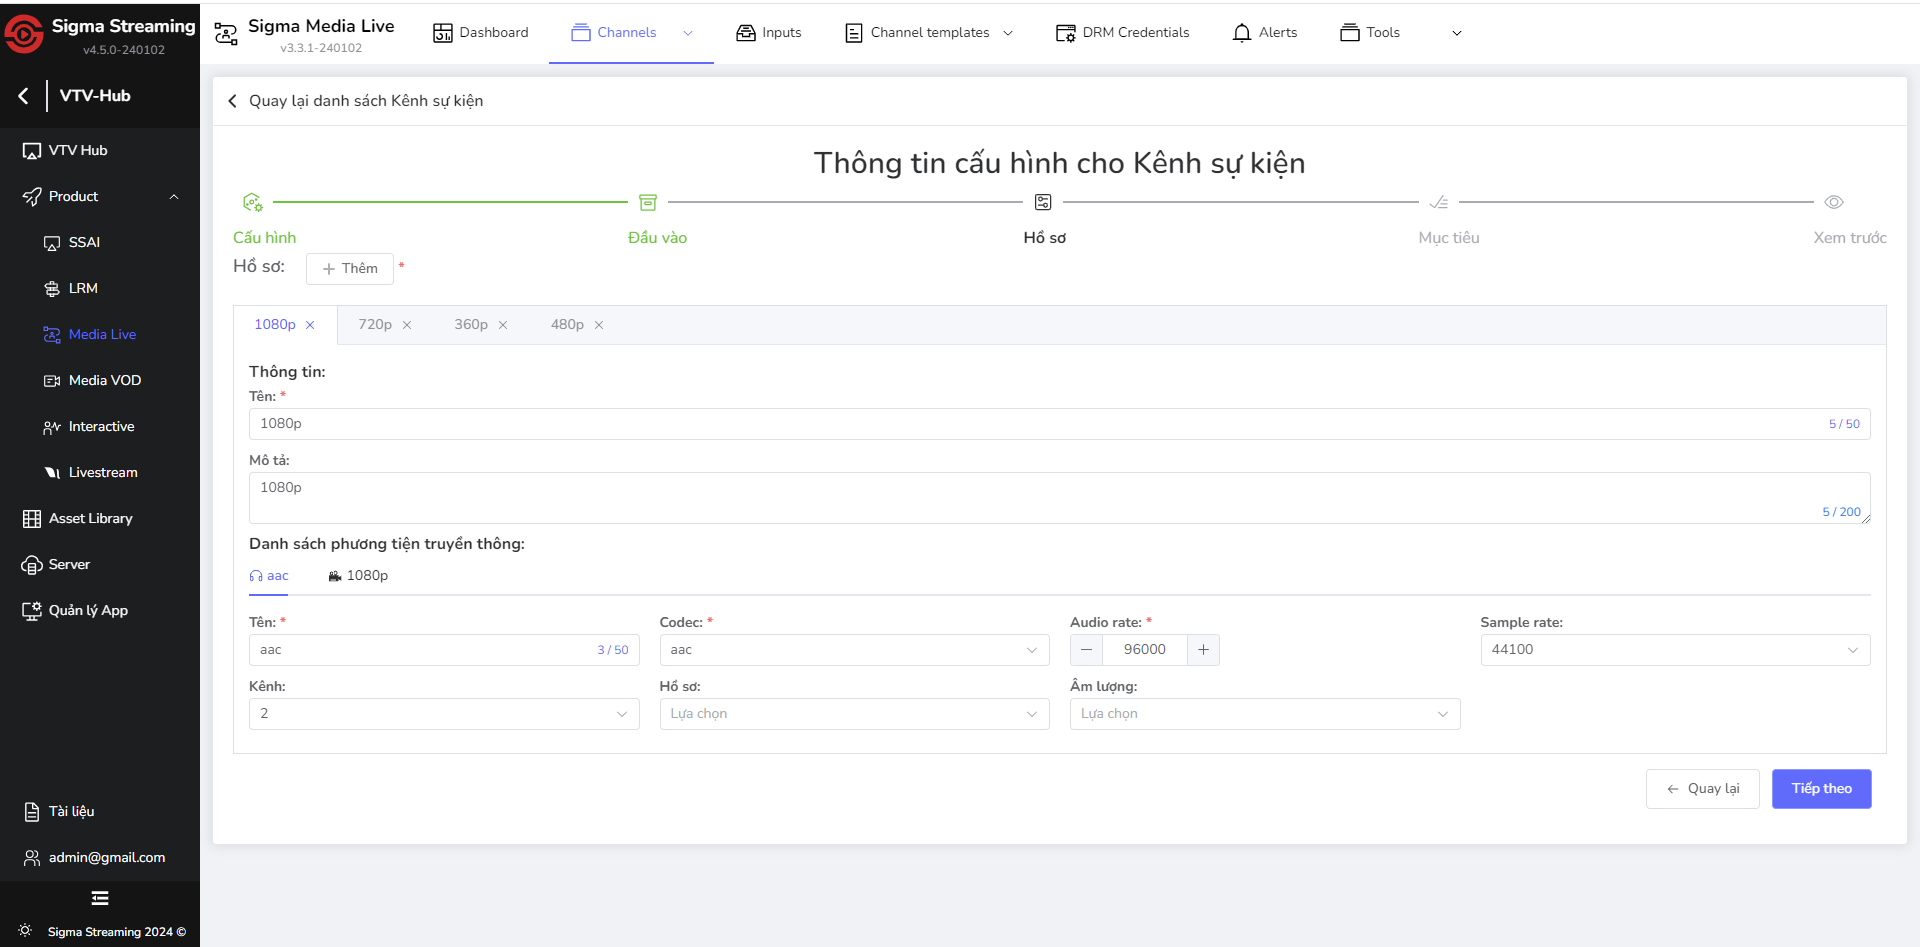 Sigma Streaming
v4.5.0-240102
VTV-Hub
VTV Hub
Product
SSAI
LRM
Media Live
Media VOD
Interactive
Livestream
Asset Library
Server
Quản lý App
Tài liệu
admin@gmail.com
Sigma Streaming 2024 ©
Sigma Media Live
v3.3.1-240102
Dashboard
Channels
Inputs
Channel templates
DRM Credentials
Alerts
Tools
Quay lại danh sách Kênh sự kiện
Thông tin cấu hình cho Kênh sự kiện
Cấu hình
Đầu vào
Hồ sơ
Mục tiêu
Xem trước
Hồ sơ: + Thêm *
1080p × 720p × 360p × 480p ×
Thông tin:
Tên: *
1080p 5 / 50
Mô tả:
1080p
5 / 200
Danh sách phương tiện truyền thông:
aac 1080p
Tên: * Codec: * Audio rate: * Sample rate:
aac 3 / 50 aac − 96000 + 44100
Kênh: Hồ sơ: Âm lượng:
2 Lựa chọn Lựa chọn
← Quay lại Tiếp theo